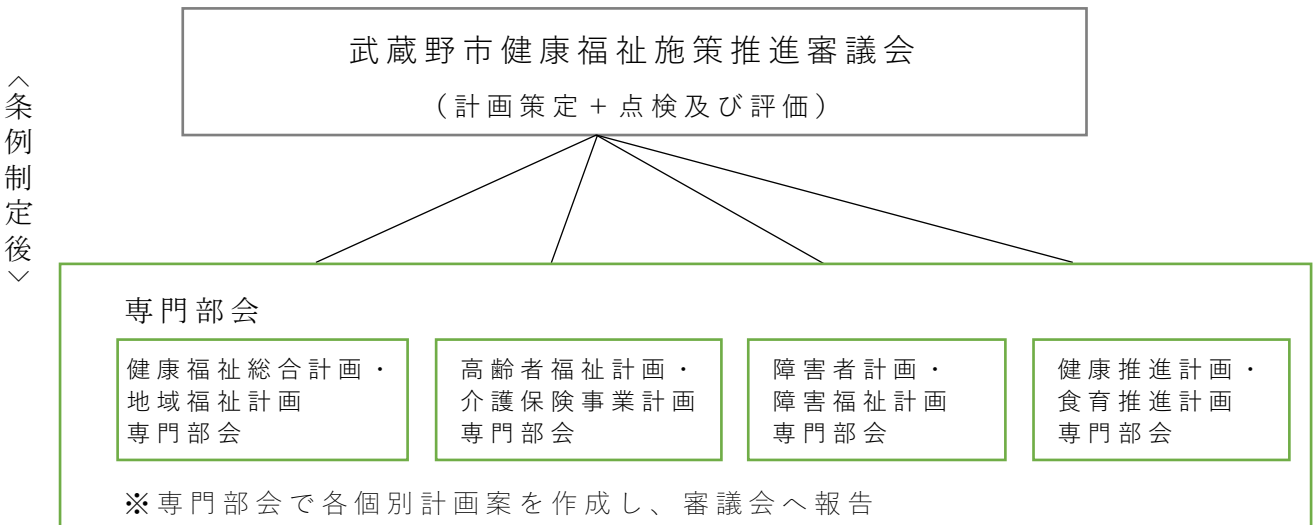 〈条例制定後〉
武蔵野市健康福祉施策推進審議会
（計画策定+点検及び評価）
専門部会
健康福祉総合計画・
地域福祉計画
専門部会
高齢者福祉計画・
介護保険事業計画
専門部会
障害者計画・
障害福祉計画
専門部会
健康推進計画・
食育推進計画
専門部会
※専門部会で各個別計画案を作成し、審議会へ報告